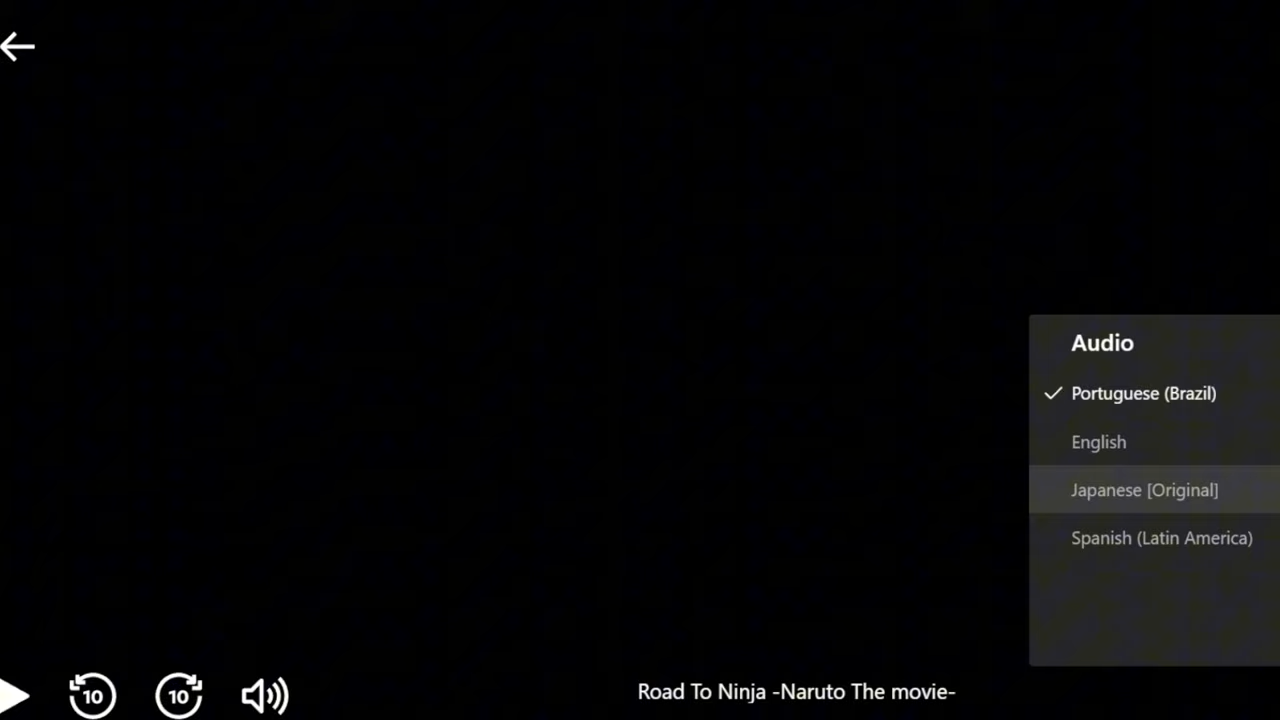 Audio
Portuguese (Brazil)
English
Japanese [Original]
Spanish (Latin America)
10
10
Road To Ninja -Naruto The movie-